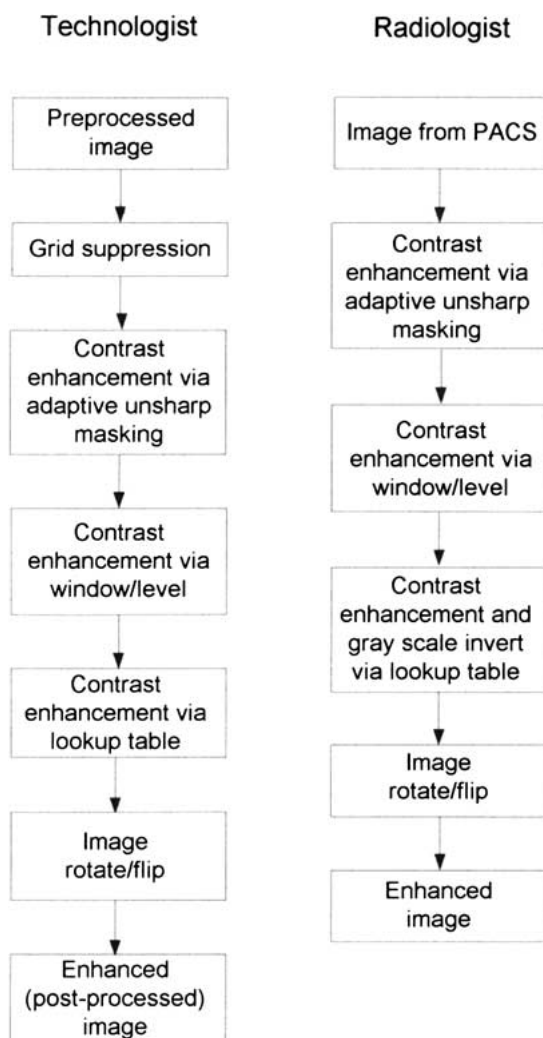 Technologist
Preprocessed
image
Grid suppression
Contrast
enhancement via
adaptive unsharp
masking
Contrast
enhancement via
window/level
Contrast
enhancement via
lookup table
Image
rotate/flip
Enhanced
(post-processed)
image
Radiologist
Image from PACS
Contrast
enhancement via
adaptive unsharp
masking
Contrast
enhancement via
window/level
Contrast
enhancement and
gray scale invert
via lookup table
Image
rotate/flip
Enhanced
image